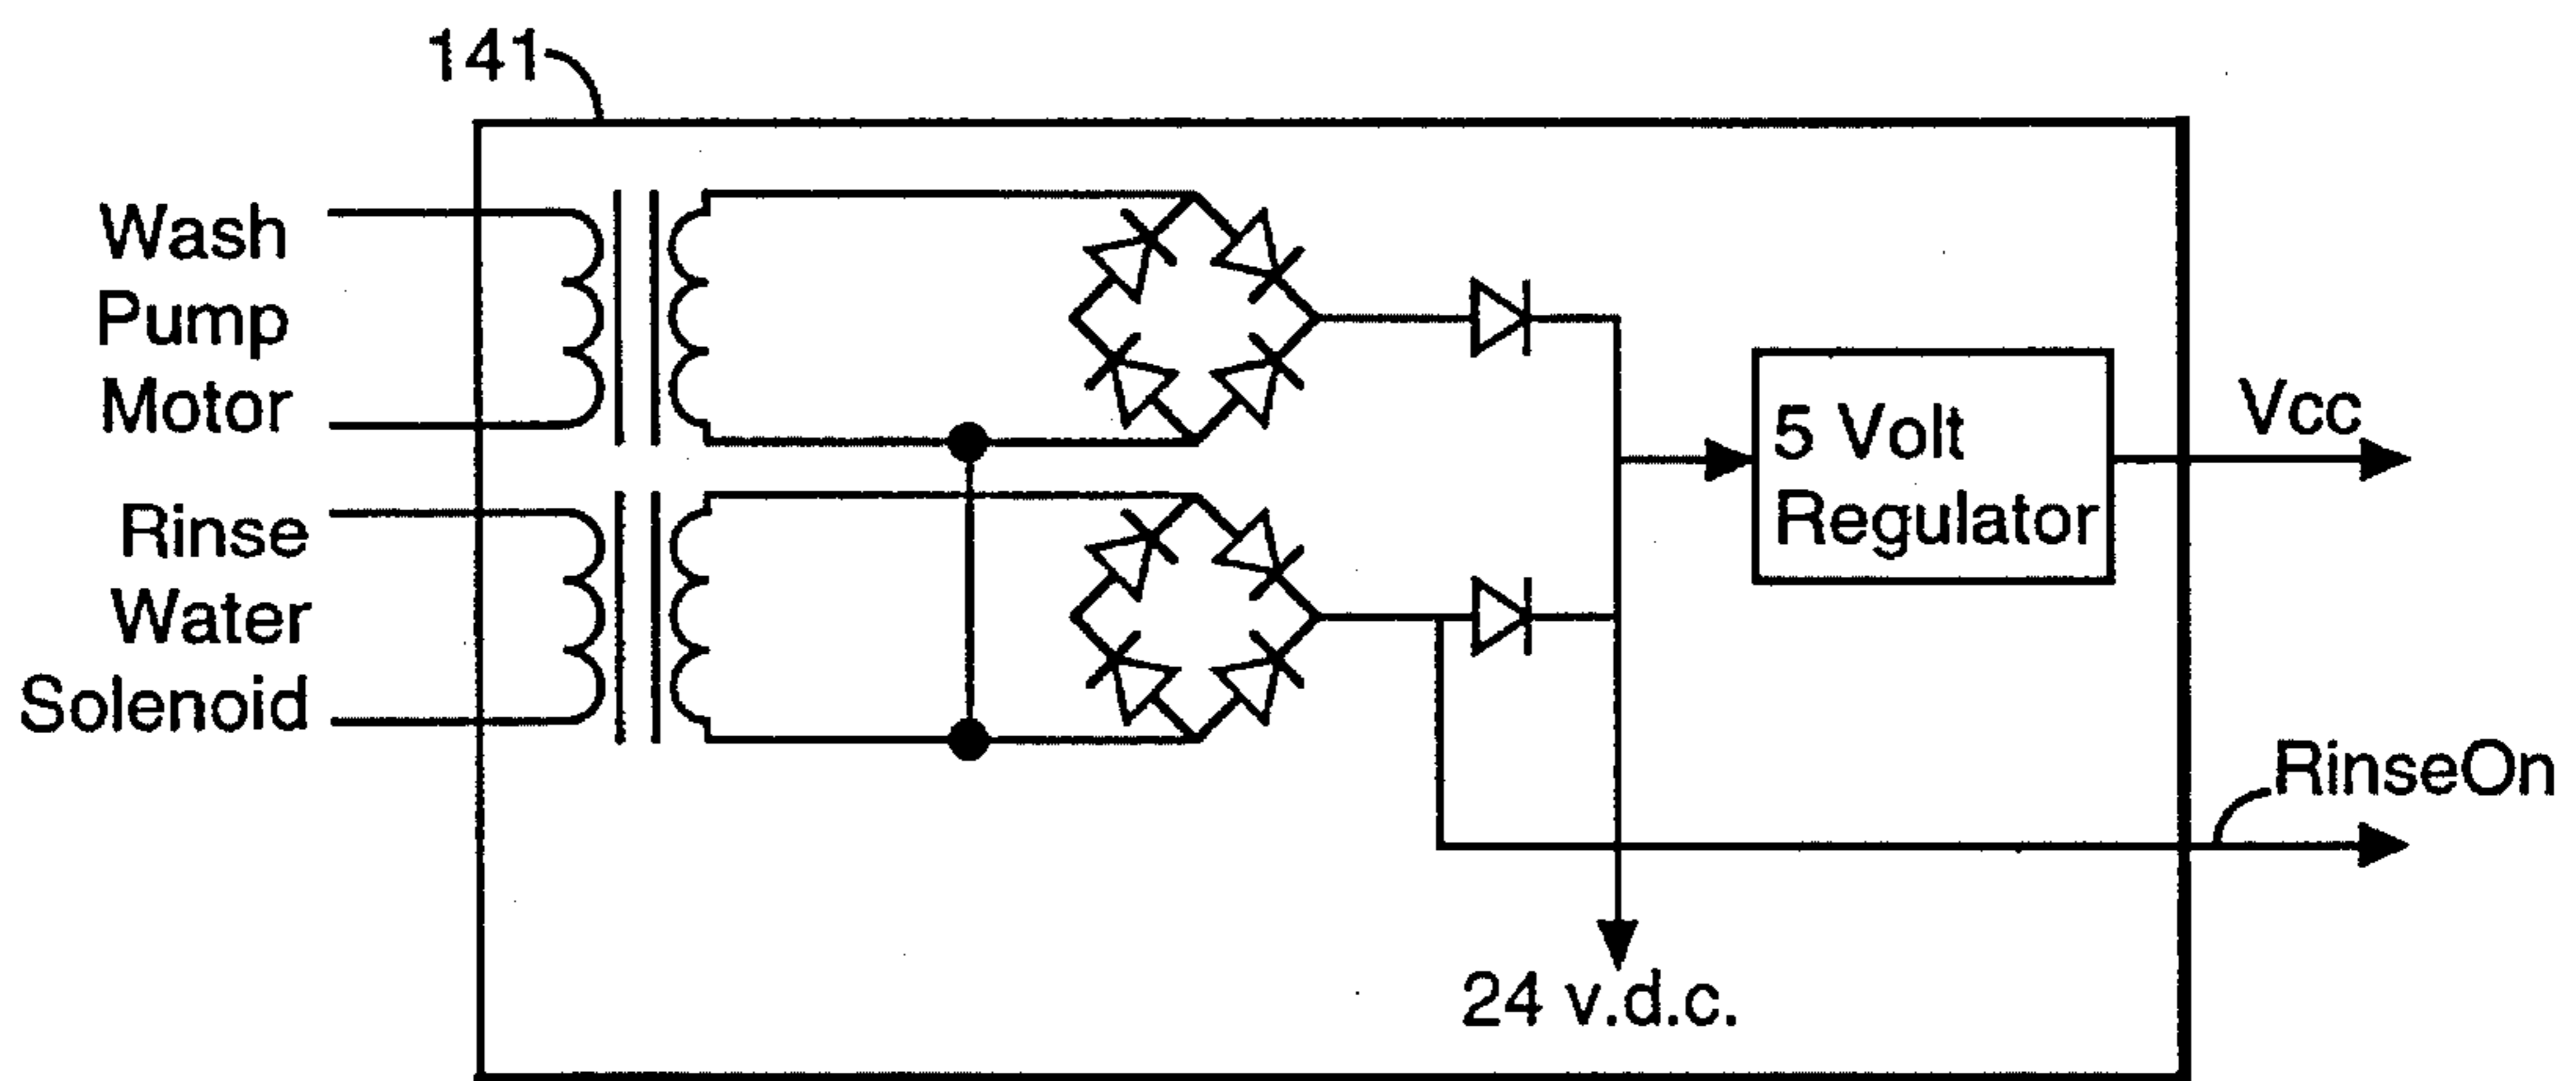 141
Wash
Pump
Motor
5 Volt
Regulator
Vcc
Rinse
Water
Solenoid
RinseOn
24 v.d.c.